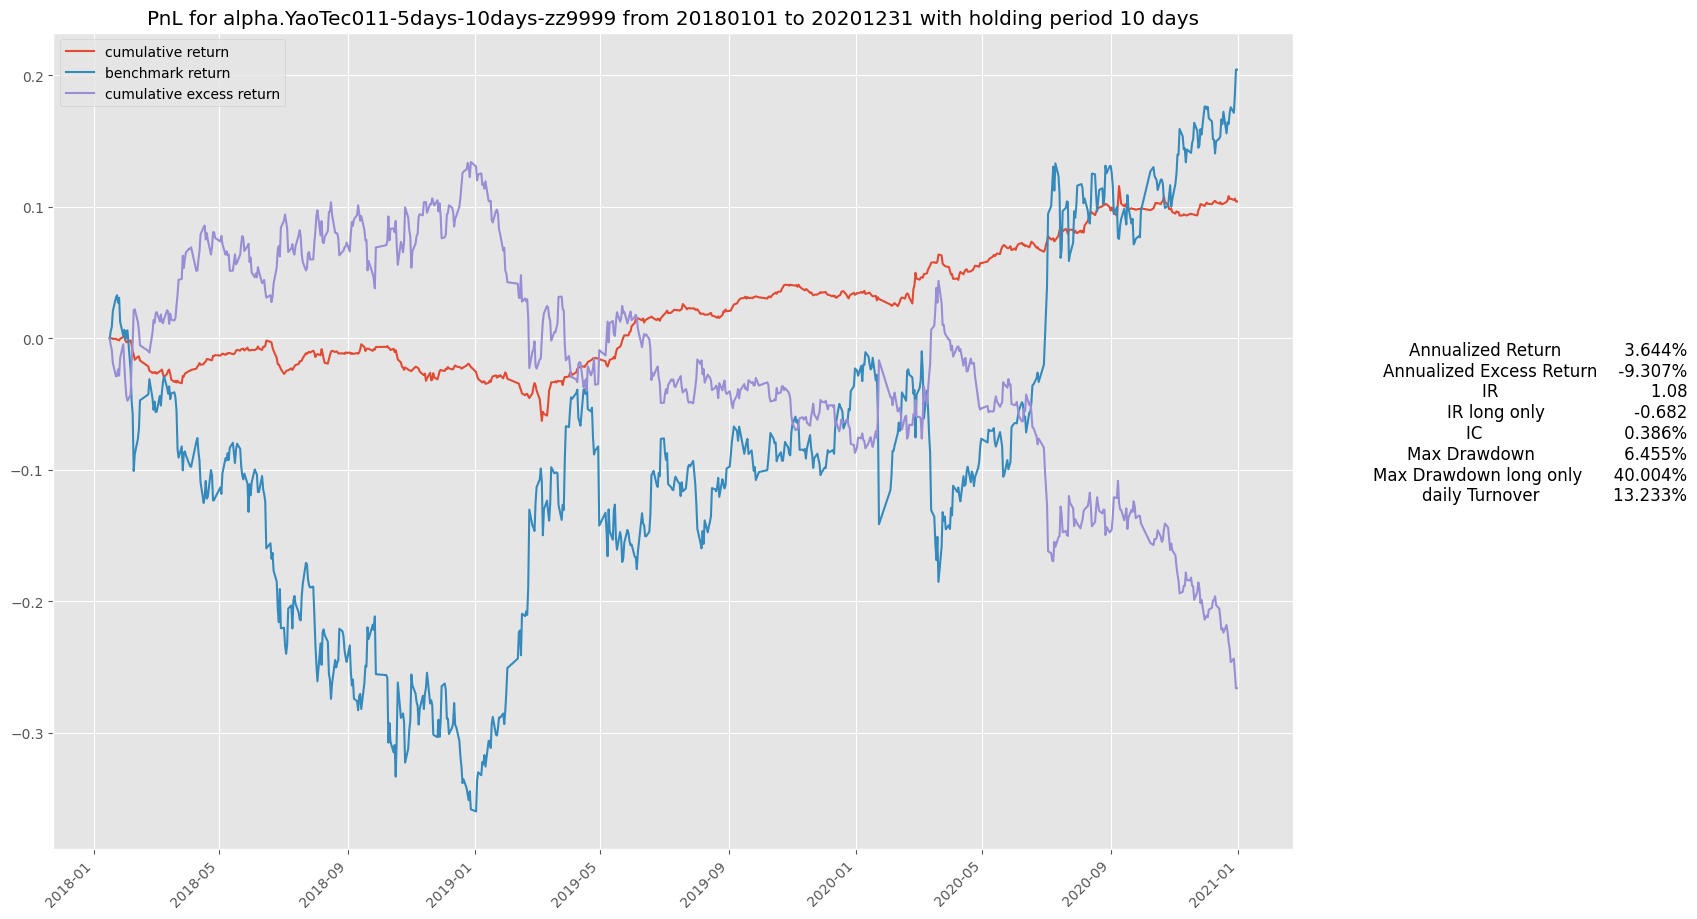 PnL for alpha.YaoTec011-5days-10days-zz9999 from 20180101 to 20201231 with holding period 10 days
cumulative return
benchmark return
cumulative excess return
0.2
0.1
0.0
−0.1
−0.2
−0.3
Annualized Return 3.644%
Annualized Excess Return -9.307%
IR 1.08
IR long only -0.682
IC 0.386%
Max Drawdown 6.455%
Max Drawdown long only 40.004%
daily Turnover 13.233%
2018-01
2018-05
2018-09
2019-01
2019-05
2019-09
2020-01
2020-05
2020-09
2021-01